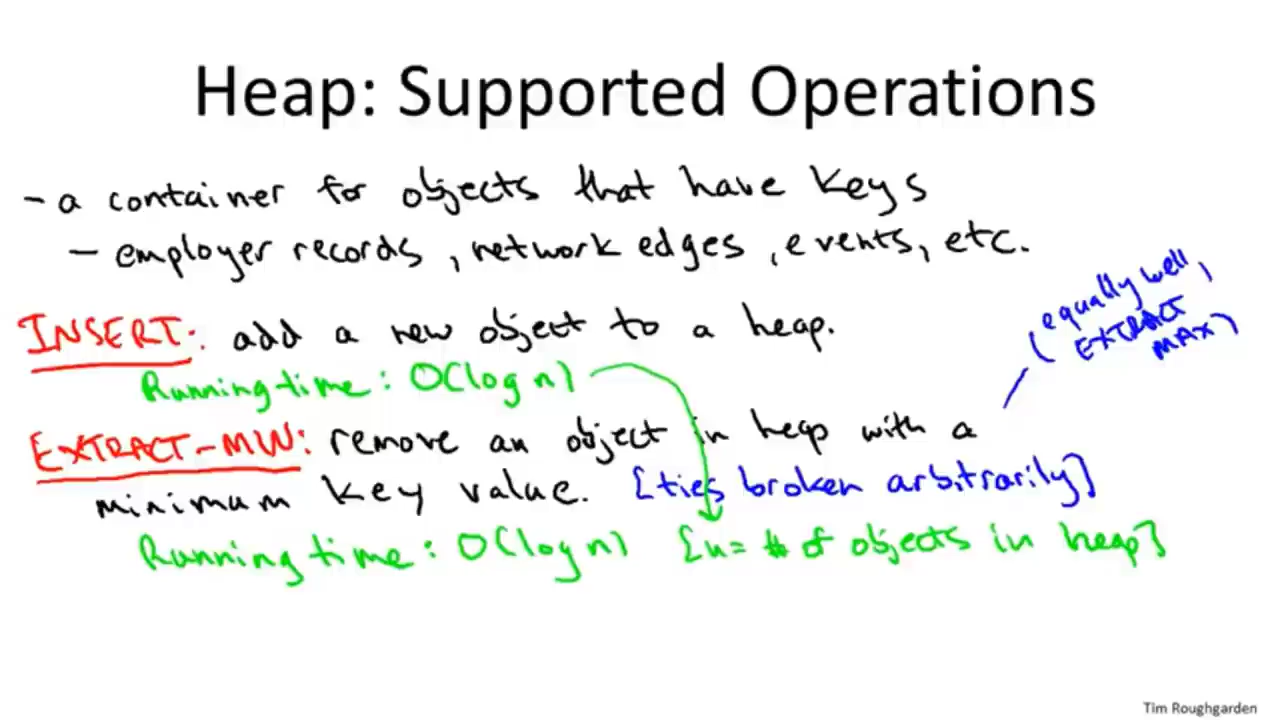 Heap: Supported Operations
- a container for objects that have keys
- employer records, network edges, events, etc.
INSERT: add a new object to a heap.
Running time: O(log n)
EXTRACT-MIN: remove an object in heap with a
(equally well,
EXTRACT
MAX)
minimum key value. [ties broken arbitrarily]
Running time: O(log n) [n = # of objects in heap]
Tim Roughgarden